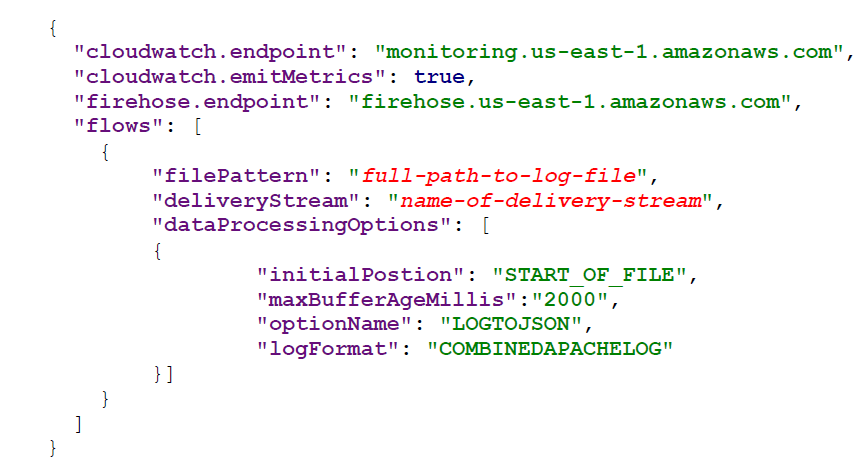 {
"cloudwatch.endpoint": "monitoring.us-east-1.amazonaws.com",
"cloudwatch.emitMetrics": true,
"firehose.endpoint": "firehose.us-east-1.amazonaws.com",
"flows": [
{
"filePattern": "full-path-to-log-file",
"deliveryStream": "name-of-delivery-stream",
"dataProcessingOptions": [
{
"initialPostion": "START_OF_FILE",
"maxBufferAgeMillis":"2000",
"optionName": "LOGTOJSON",
"logFormat": "COMBINEDAPACHELOG"
}]
}
]
}